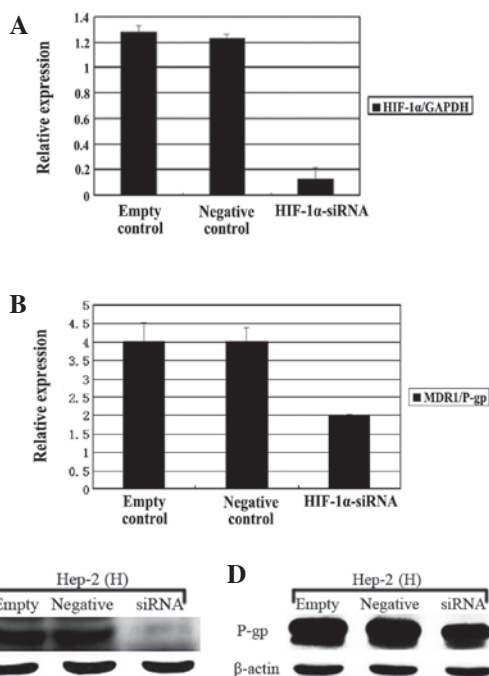 A
Relative expression
1.4
1.2
1
0.8
0.6
0.4
0.2
0
Empty control
Negative control
HIF-1α-siRNA
HIF-1α/GAPDH
B
Relative expression
5
4.5
4
3.5
3
2.5
2
1.5
1
0.5
0
Empty control
Negative control
HIF-1α-siRNA
MDR1/P-gp
Hep-2 (H)
Empty Negative siRNA
D
Hep-2 (H)
Empty Negative siRNA
P-gp
β-actin